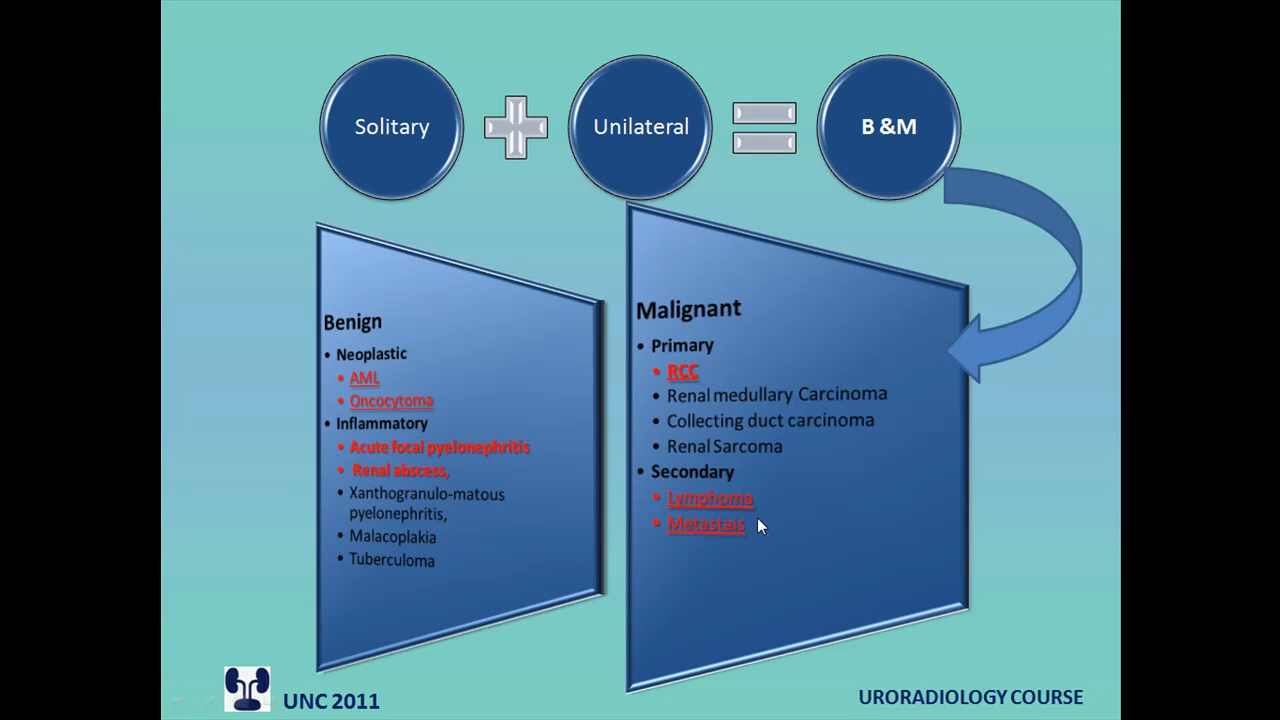 Solitary
Unilateral
B &M
Benign
• Neoplastic
• AML
• Oncocytoma
• Inflammatory
• Acute focal pyelonephritis
• Renal abscess,
• Xanthogranulo-matous
pyelonephritis,
• Malacoplakia
• Tuberculoma
Malignant
• Primary
• RCC
• Renal medullary Carcinoma
• Collecting duct carcinoma
• Renal Sarcoma
• Secondary
• Lymphoma
• Metastais
UNC 2011
URORADIOLOGY COURSE